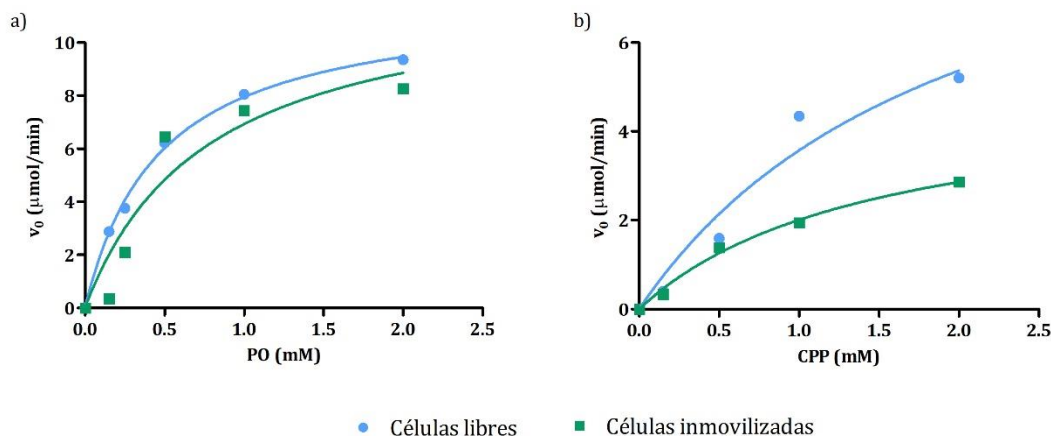 a)
b)
10
8
6
4
2
0
v₀ (µmol/min)
0.0 0.5 1.0 1.5 2.0 2.5
PO (mM)
6
4
2
0
v₀ (µmol/min)
0.0 0.5 1.0 1.5 2.0 2.5
CPP (mM)
Células libres
Células inmovilizadas